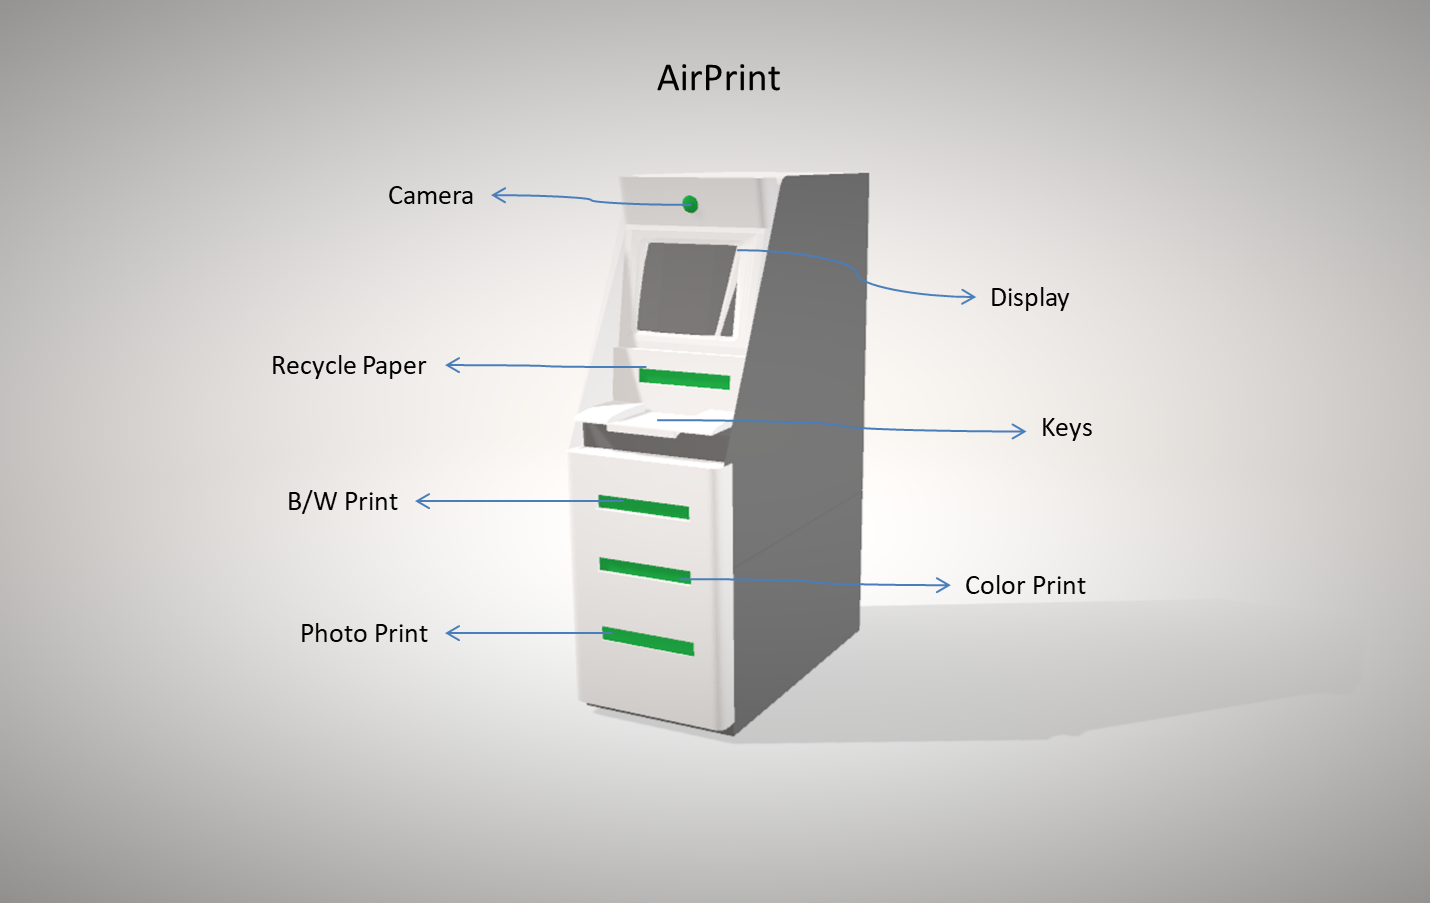 AirPrint
Camera
Display
Recycle Paper
Keys
B/W Print
Color Print
Photo Print